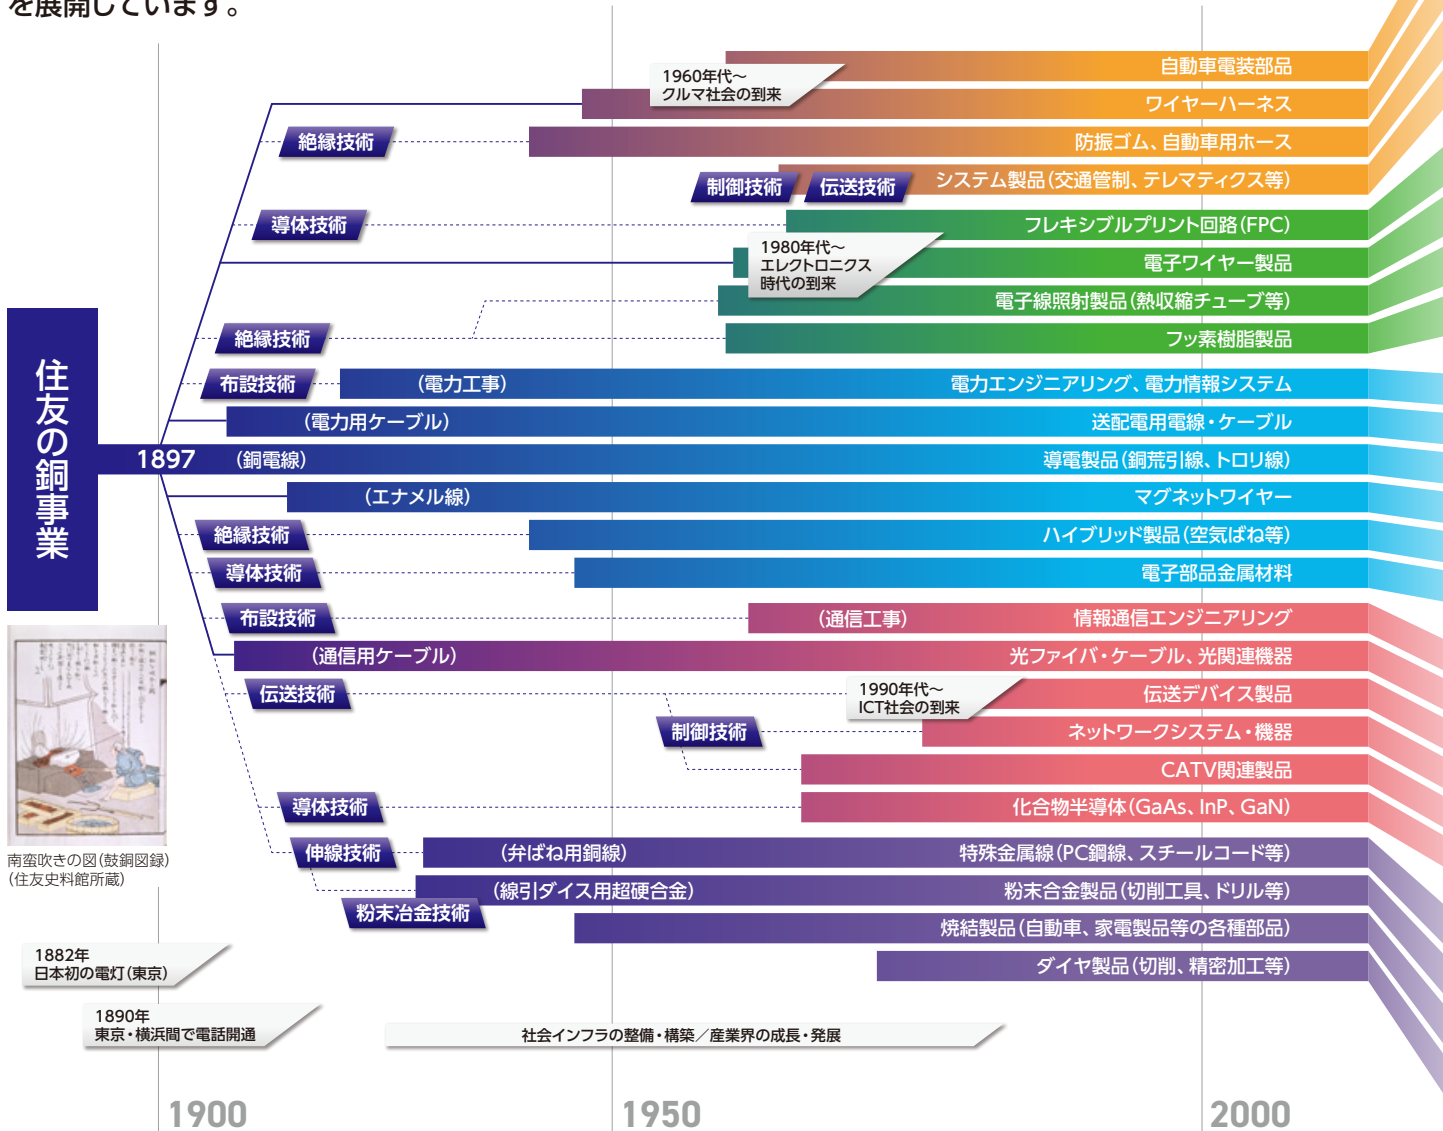 を展開しています。
自動車電装部品
1960年代～
クルマ社会の到来
ワイヤーハーネス
絶縁技術
防振ゴム、自動車用ホース
制御技術
伝送技術
システム製品(交通管制、テレマティクス等)
導体技術
フレキシブルプリント回路(FPC)
1980年代～
エレクトロニクス
時代の到来
電子ワイヤー製品
電子線照射製品(熱収縮チューブ等)
絶縁技術
フッ素樹脂製品
住友の銅事業
布設技術
(電力工事)
電力エンジニアリング、電力情報システム
(電力用ケーブル)
送配電用電線・ケーブル
1897
(銅電線)
導電製品(銅荒引線、トロリ線)
(エナメル線)
マグネットワイヤー
絶縁技術
ハイブリッド製品(空気ばね等)
導体技術
電子部品金属材料
布設技術
(通信工事)
情報通信エンジニアリング
(通信用ケーブル)
光ファイバ・ケーブル、光関連機器
伝送技術
1990年代～
ICT社会の到来
伝送デバイス製品
制御技術
ネットワークシステム・機器
CATV関連製品
導体技術
化合物半導体(GaAs、InP、GaN)
南蛮吹きの図(鼓銅図録)
(住友史料館所蔵)
伸線技術
(弁ばね用鋼線)
特殊金属線(PC鋼線、スチールコード等)
(線引ダイス用超硬合金)
粉末合金製品(切削工具、ドリル等)
粉末冶金技術
焼結製品(自動車、家電製品等の各種部品)
ダイヤ製品(切削、精密加工等)
1882年
日本初の電灯(東京)
1890年
東京・横浜間で電話開通
社会インフラの整備・構築／産業界の成長・発展
1900
1950
2000